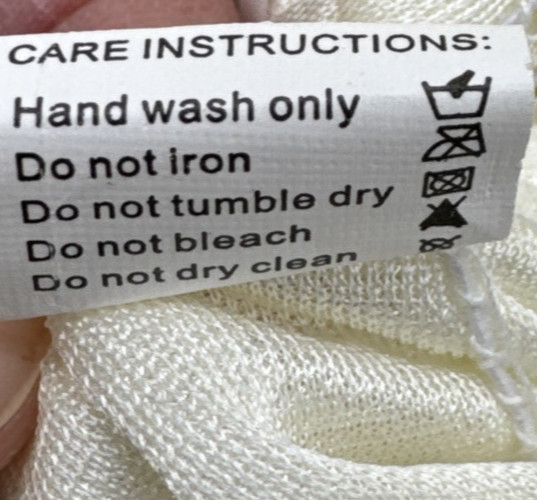 CARE INSTRUCTIONS:
Hand wash only
Do not iron
Do not tumble dry
Do not bleach
Do not dry clean